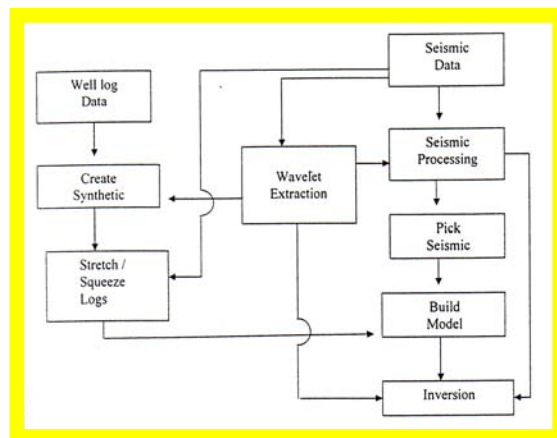 Seismic
Data
Well log
Data
Seismic
Processing
Wavelet
Extraction
Create
Synthetic
Pick
Seismic
Stretch /
Squeeze
Logs
Build
Model
Inversion